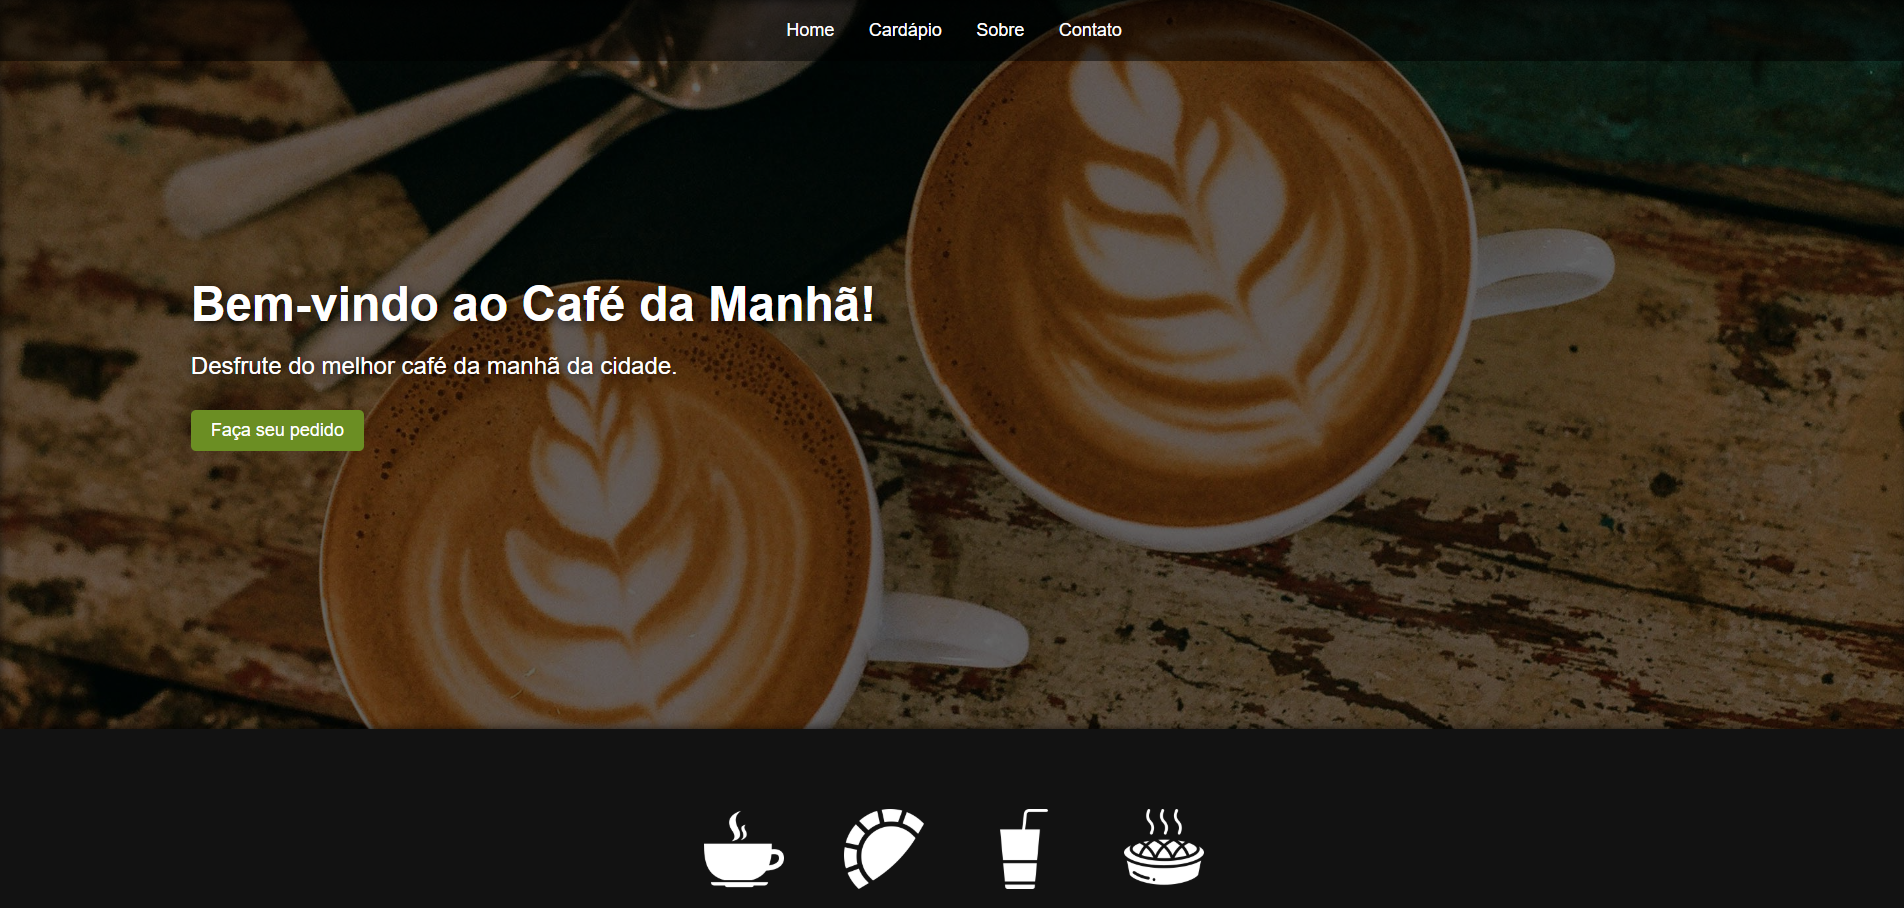 Home Cardápio Sobre Contato
Bem-vindo ao Café da Manhã!
Desfrute do melhor café da manhã da cidade.
Faça seu pedido